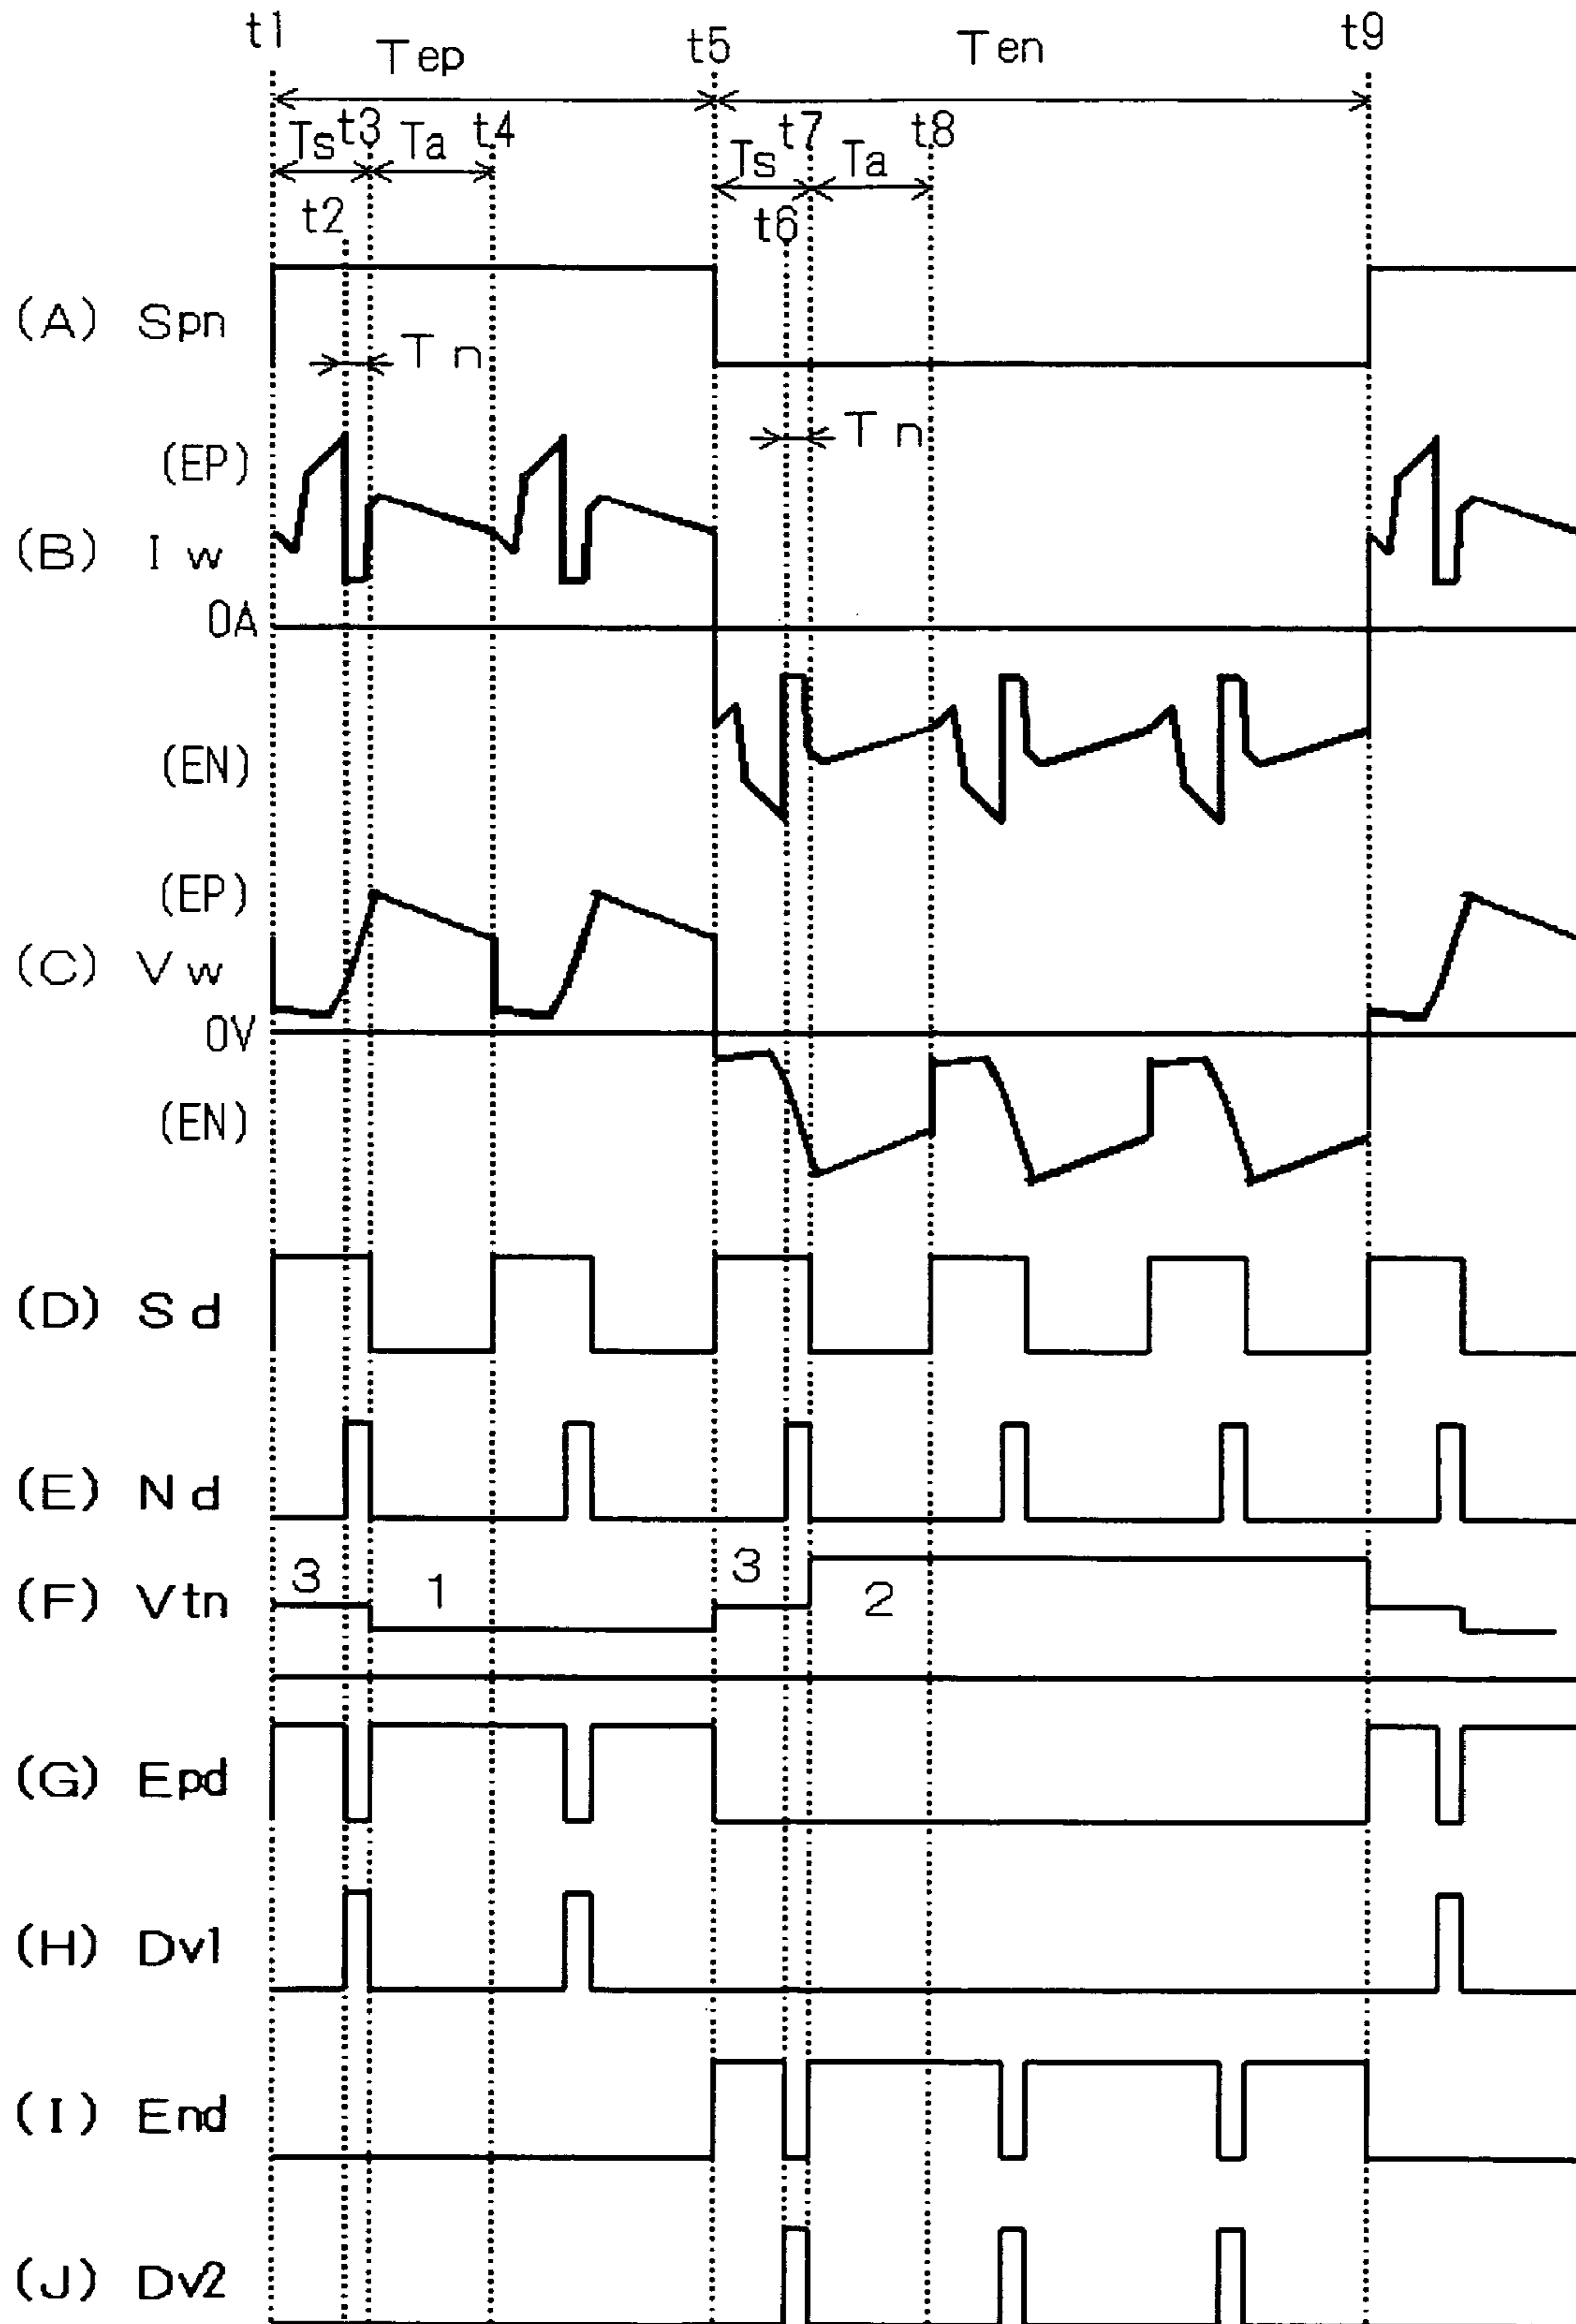 t1 Tep t5 Ten t9
Ts t3 Ta t4 Ts t7 Ta t8
t2 t6
(A) Spn
Tn
Tn
(EP)
(B) Iw
0A
(EN)
(EP)
(C) Vw
0V
(EN)
(D) Sd
(E) Nd
(F) Vtn 3 1 3 2
(G) Epd
(H) Dv1
(I) End
(J) Dv2